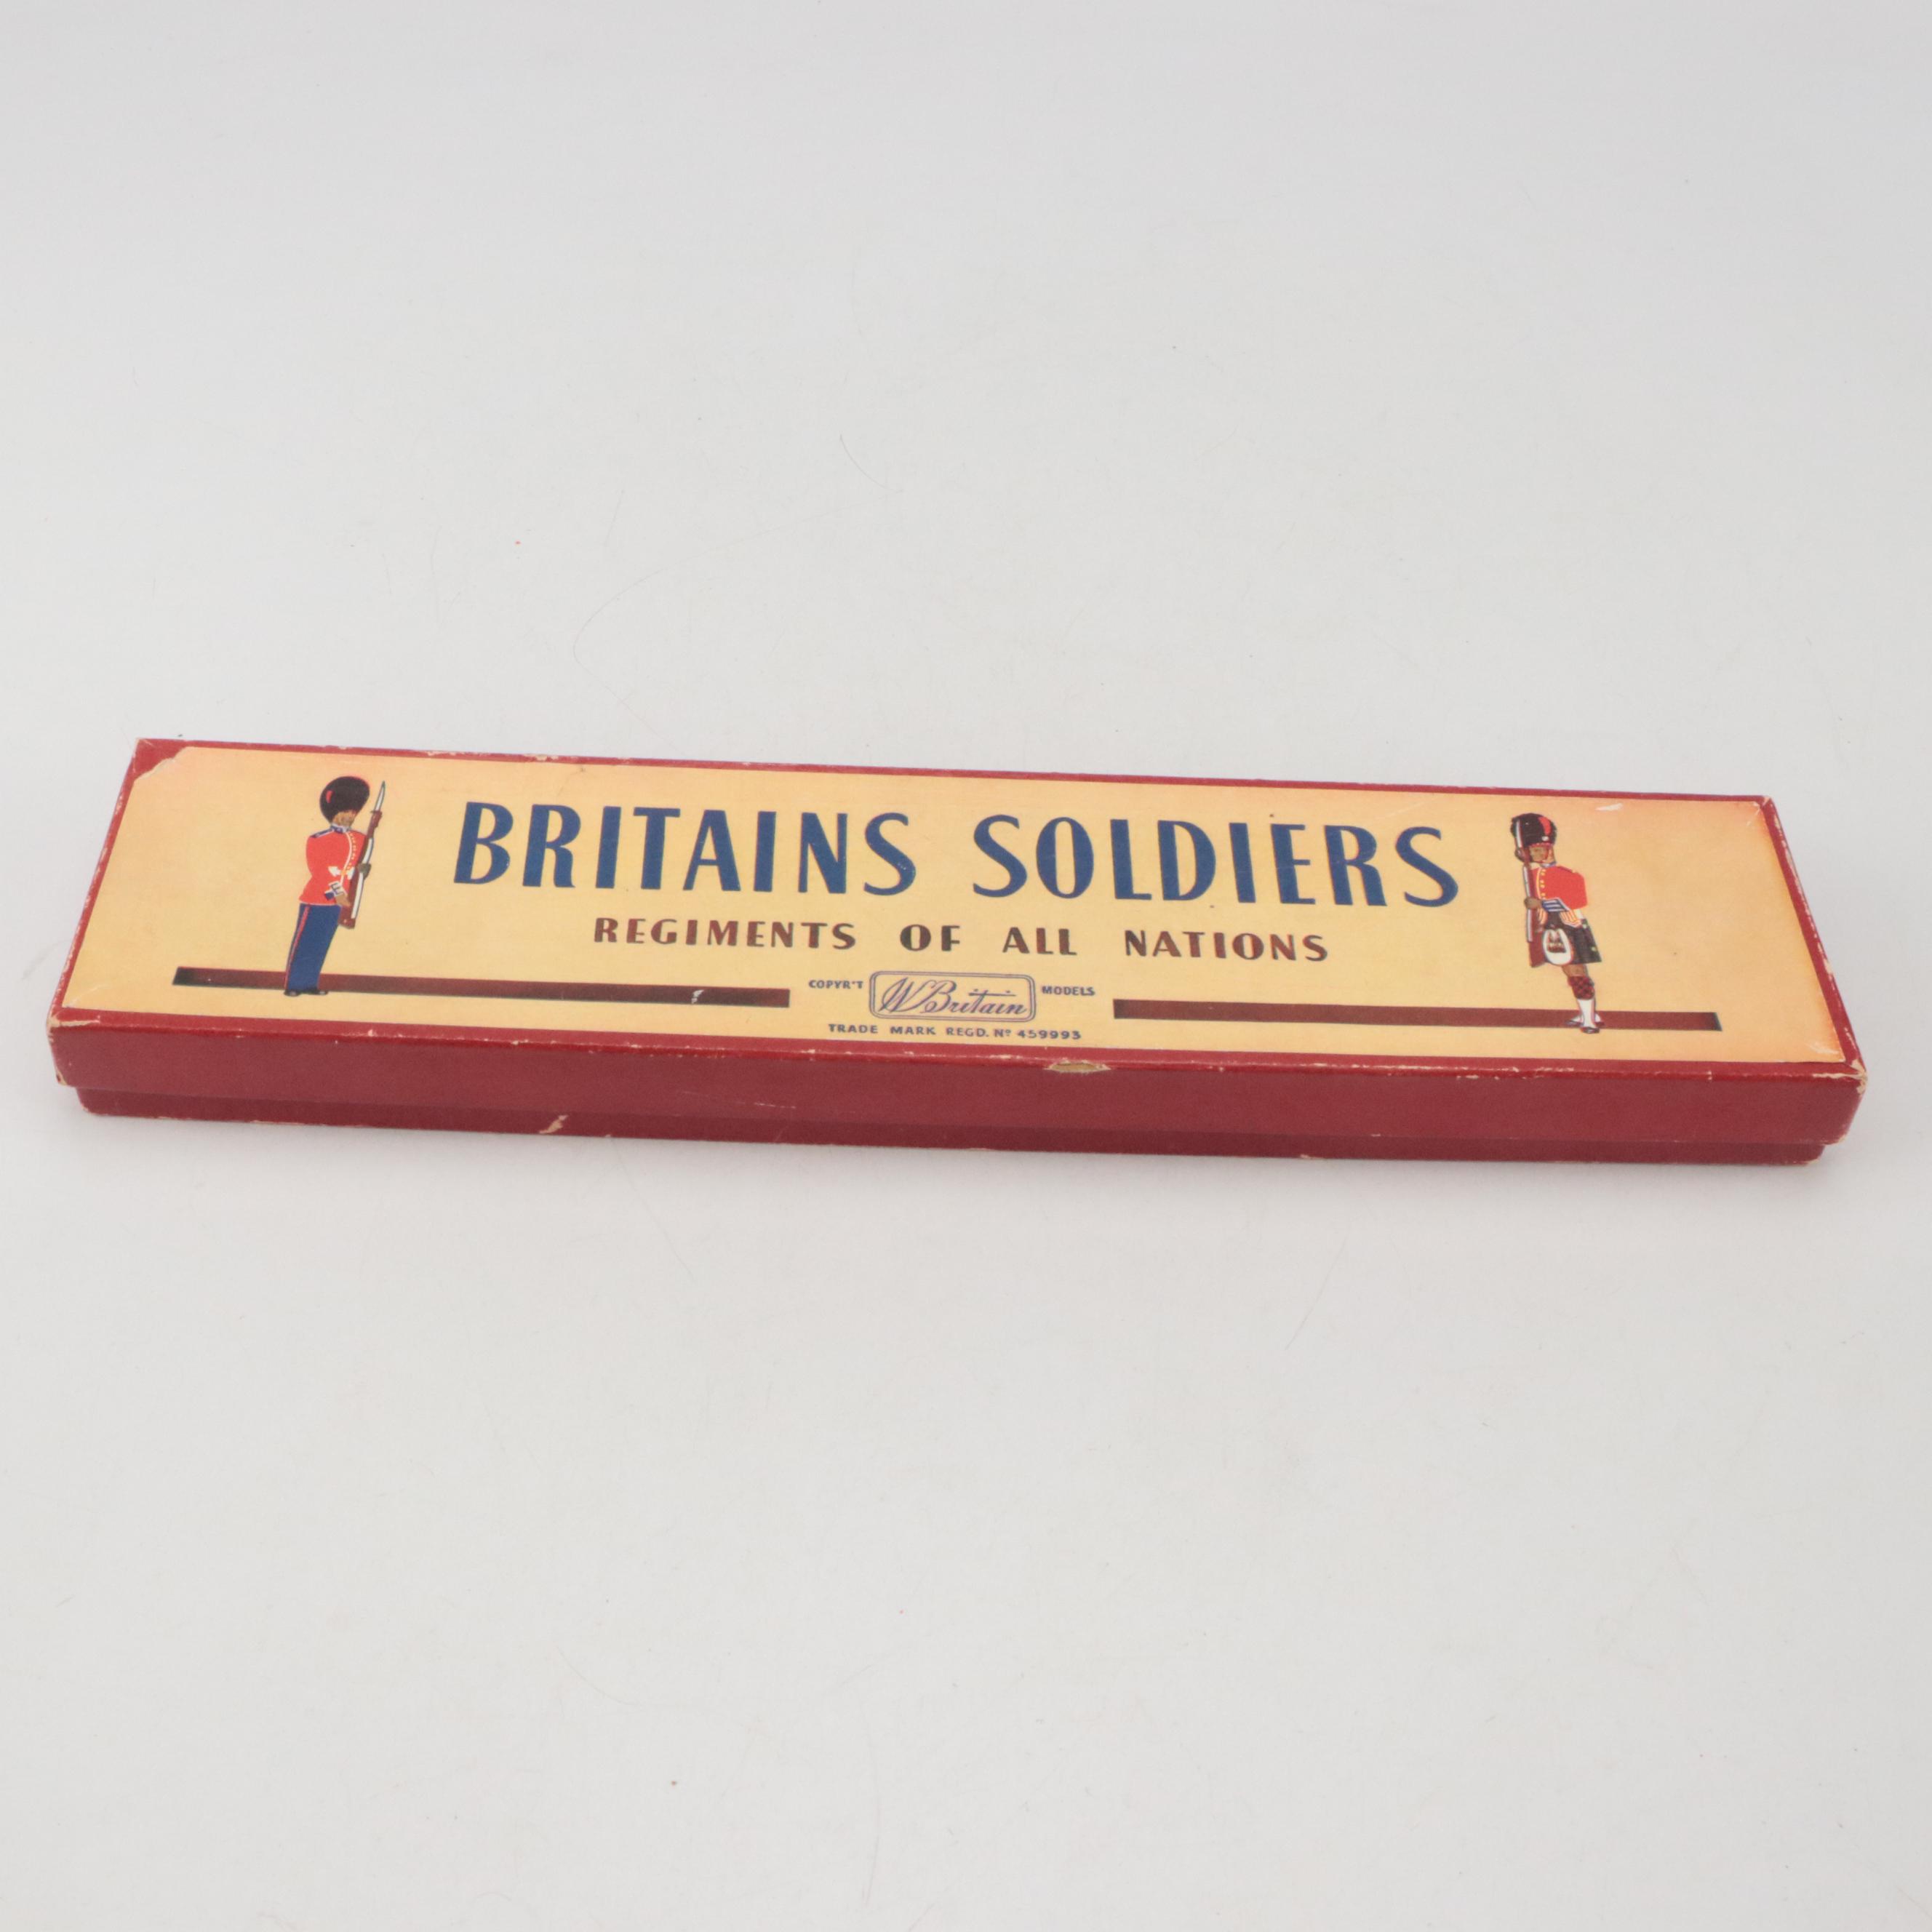 BRITAINS SOLDIERS
REGIMENTS OF ALL NATIONS
COPYR'T W Britain MODELS
TRADE MARK REGD. Nº 459993